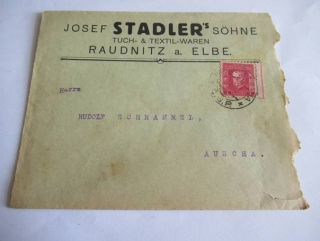 JOSEF STADLER'S SÖHNE
TUCH- & TEXTIL-WAREN
RAUDNITZ a. ELBE.
Herrn
RUDOLF SCHRAMMEL,
AUSCHA.